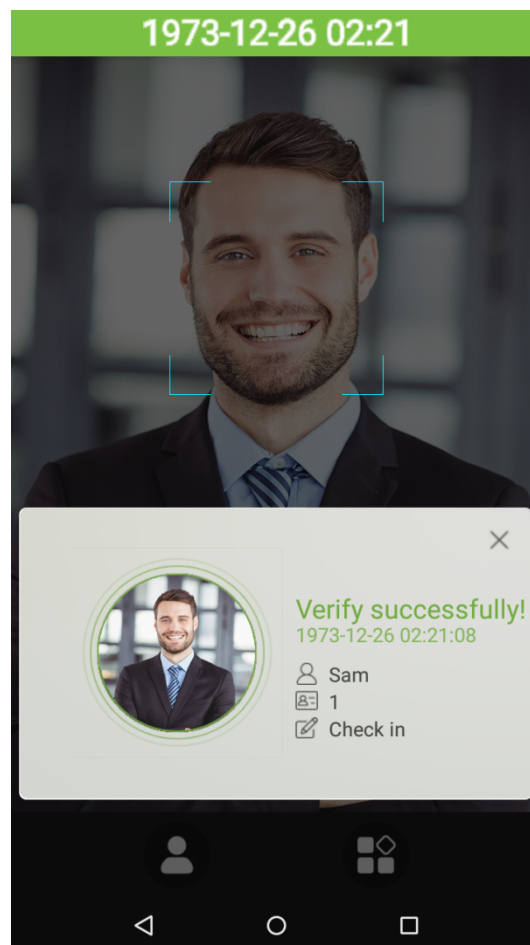 1973-12-26 02:21
Verify successfully!
1973-12-26 02:21:08
Sam
1
Check in